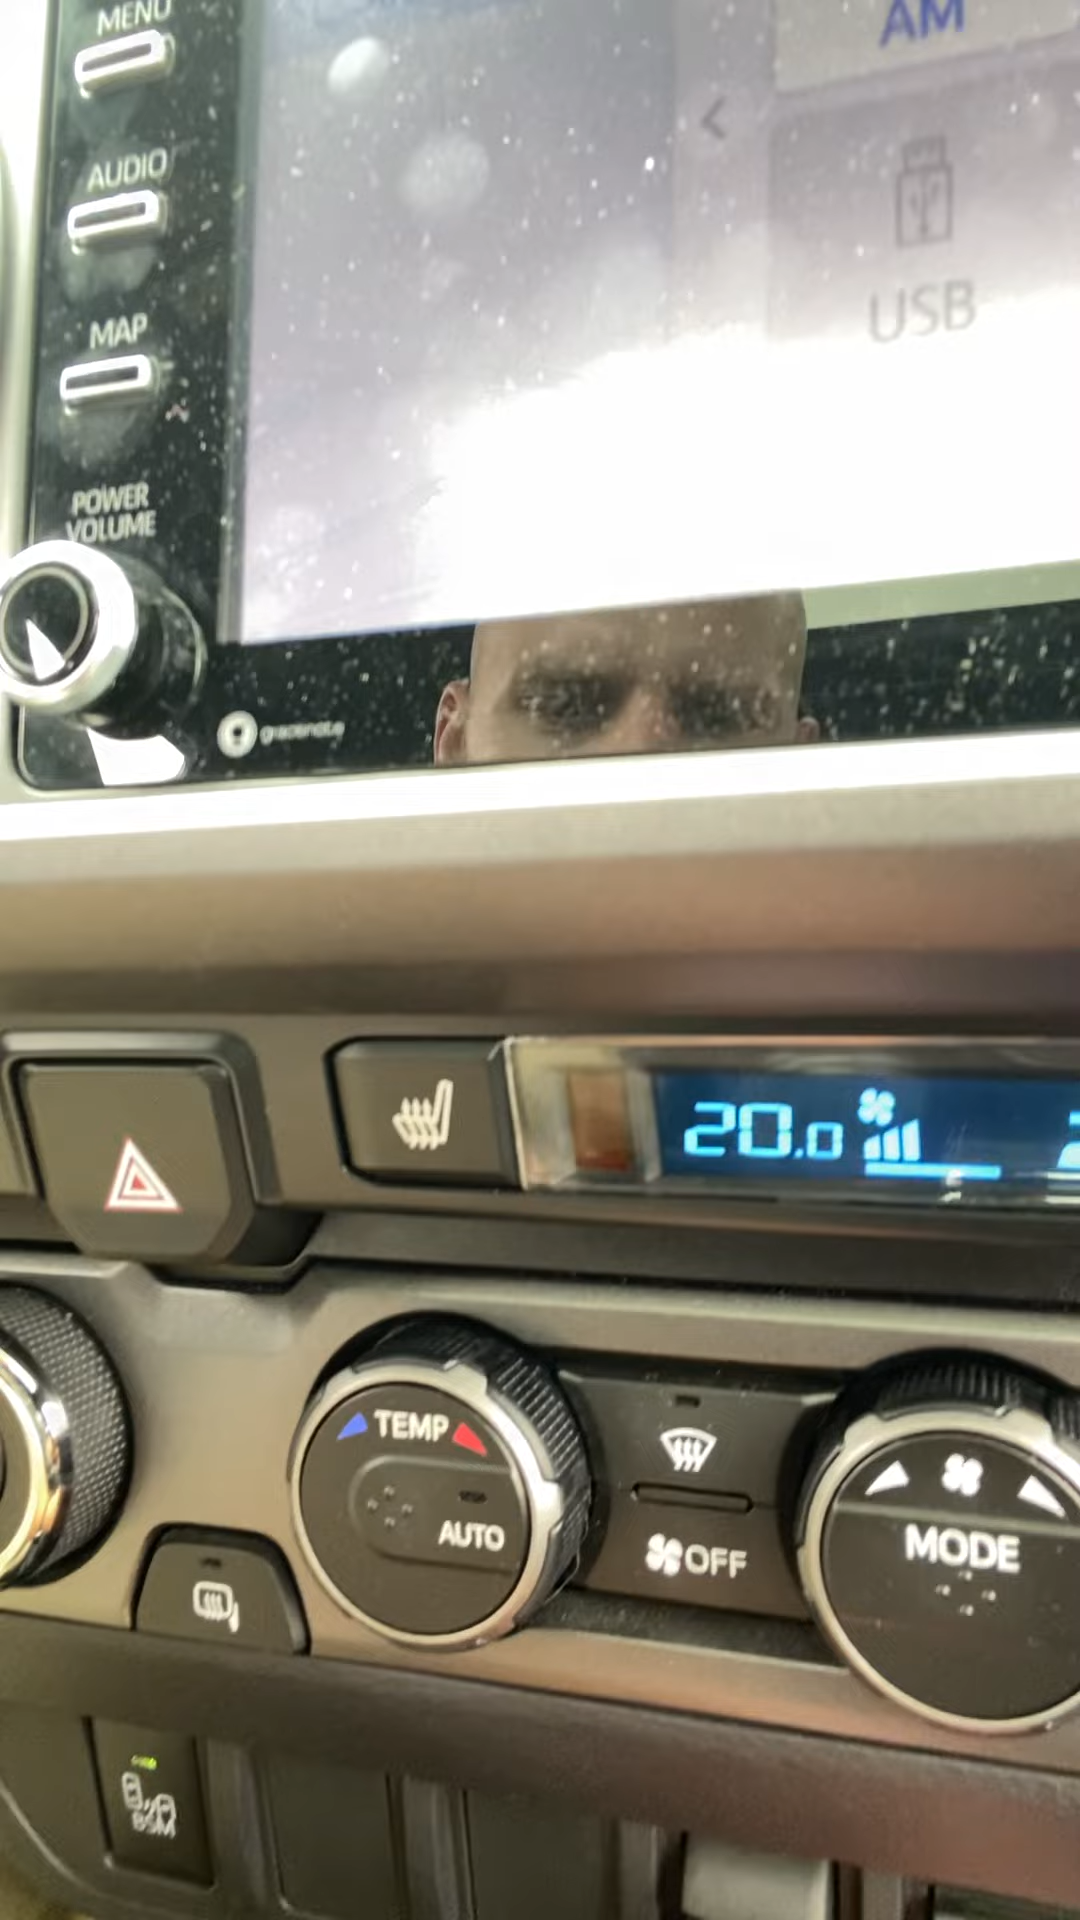 MENU
AM
AUDIO
USB
MAP
POWER
VOLUME
gracenote
20.0
TEMP
AUTO
OFF
MODE
BSM